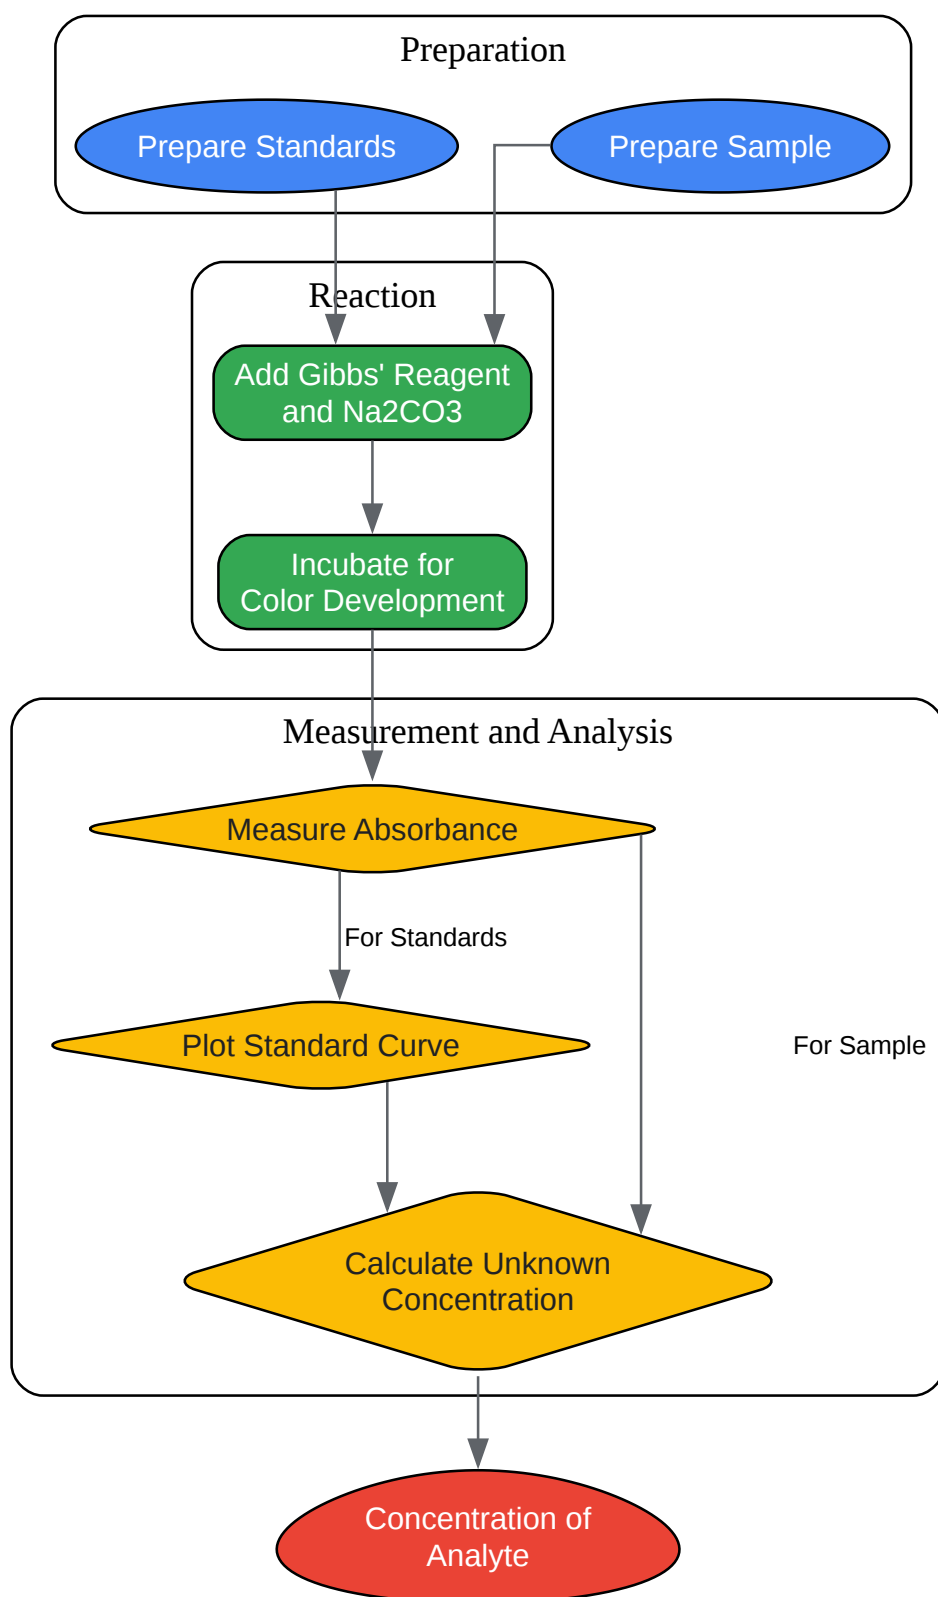 Preparation
Prepare Standards
Prepare Sample
Reaction
Add Gibbs' Reagent
and Na2CO3
Incubate for
Color Development
Measurement and Analysis
Measure Absorbance
For Standards
Plot Standard Curve
For Sample
Calculate Unknown
Concentration
Concentration of
Analyte